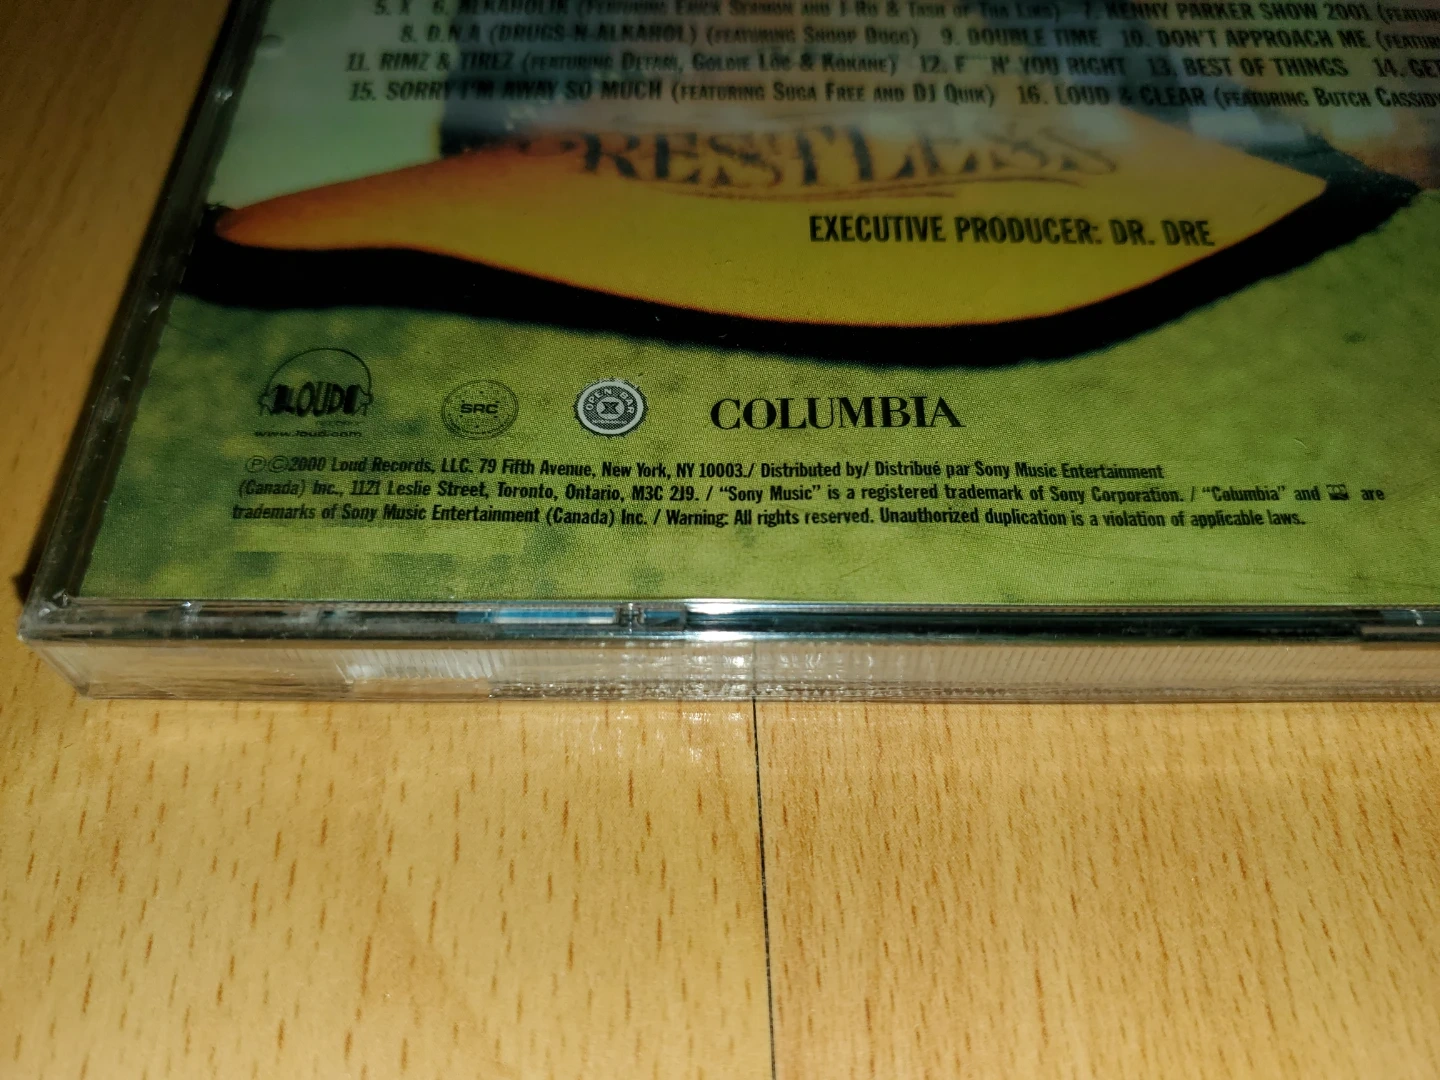 5. X 6. ALKAHOLIK (FEATURING ERICK SERMON AND J-RO & TASH OF THA LIKS) 7. KENNY PARKER SHOW 2001 (FEATUR
8. D.N.A (DRUGS-N-ALKAHOL) (FEATURING SNOOP DOGG) 9. DOUBLE TIME 10. DON'T APPROACH ME (FEATUR
11. RIMZ & TIREZ (FEATURING DEFARI, GOLDIE LOC & KOKANE) 12. F**** N' YOU RIGHT 13. BEST OF THINGS 14. GET
15. SORRY I'M AWAY SO MUCH (FEATURING SUGA FREE AND DJ QUIK) 16. LOUD & CLEAR (FEATURING BUTCH CASSIDY
RESTLESS
EXECUTIVE PRODUCER: DR. DRE
LOUD SRC OPEN BAR X COLUMBIA
www.loud.com
Ⓟ©2000 Loud Records, LLC. 79 Fifth Avenue, New York, NY 10003./ Distributed by/ Distribué par Sony Music Entertainment
(Canada) Inc., 1121 Leslie Street, Toronto, Ontario, M3C 2J9. / "Sony Music" is a registered trademark of Sony Corporation. / "Columbia" and are
trademarks of Sony Music Entertainment (Canada) Inc. / Warning: All rights reserved. Unauthorized duplication is a violation of applicable laws.